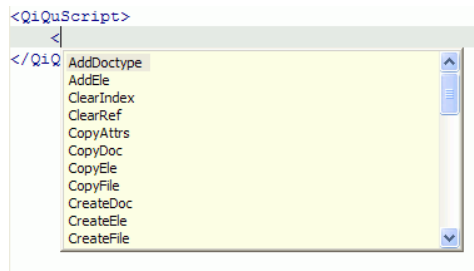 <QiQuScript>
<
</QiQ
AddDoctype
AddEle
ClearIndex
ClearRef
CopyAttrs
CopyDoc
CopyEle
CopyFile
CreateDoc
CreateEle
CreateFile